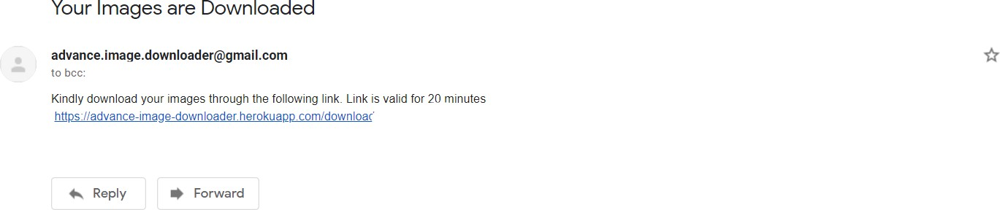 Your Images are Downloaded
advance.image.downloader@gmail.com
to bcc:
Kindly download your images through the following link. Link is valid for 20 minutes
https://advance-image-downloader.herokuapp.com/download
Reply
Forward